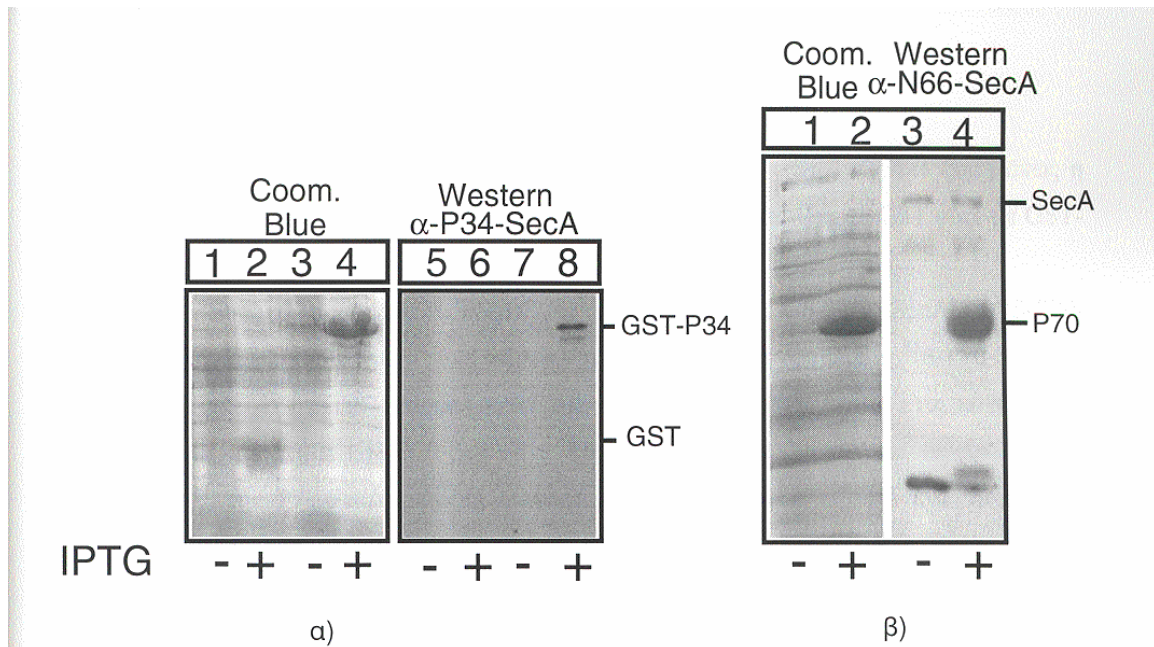 Coom.
Blue
Western
α-P34-SecA
1 2 3 4
5 6 7 8
GST-P34
GST
IPTG - + - + - + - +
α)
Coom.
Blue
Western
α-N66-SecA
1 2 3 4
SecA
P70
- + - +
β)